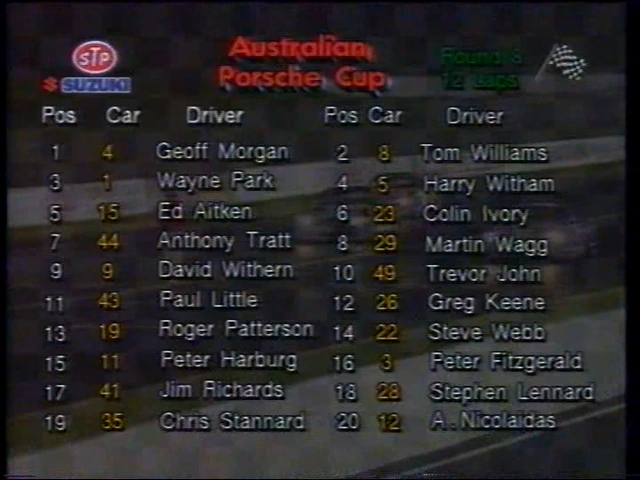 STP
SUZUKI
Australian
Porsche Cup
Round 8
12 Laps
Pos Car Driver Pos Car Driver
1 4 Geoff Morgan 2 8 Tom Williams
3 1 Wayne Park 4 5 Harry Witham
5 15 Ed Aitken 6 23 Colin Ivory
7 44 Anthony Tratt 8 29 Martin Wagg
9 9 David Withern 10 49 Trevor John
11 43 Paul Little 12 26 Greg Keene
13 19 Roger Patterson 14 22 Steve Webb
15 11 Peter Harburg 16 3 Peter Fitzgerald
17 41 Jim Richards 18 28 Stephen Lennard
19 35 Chris Stannard 20 12 A.Nicolaidas